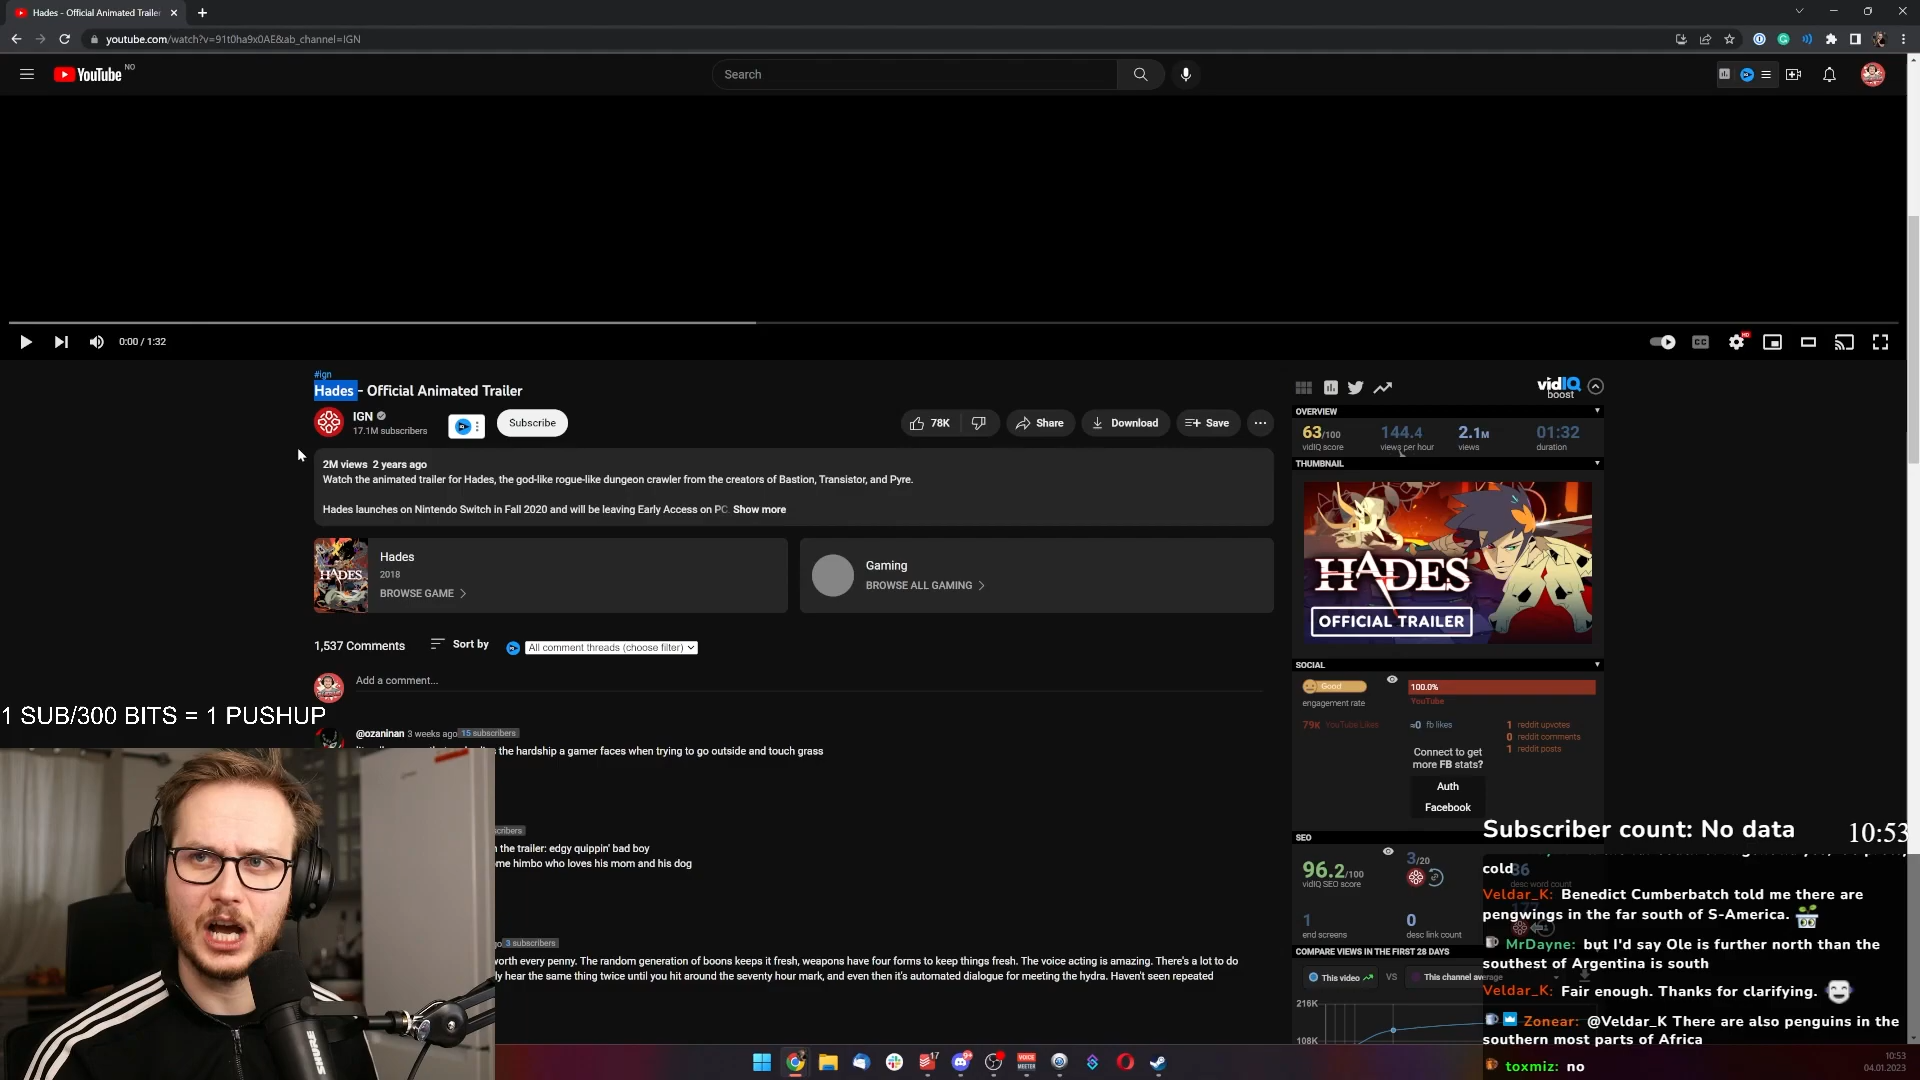 Hades - Official Animated Trailer
youtube.com/watch?v=91t0ha9x0AE&ab_channel=IGN
YouTube NO
Search
0:00 / 1:32
#ign
Hades - Official Animated Trailer
IGN
17.1M subscribers
Subscribe
78K
Share
Download
Save
2M views 2 years ago
Watch the animated trailer for Hades, the god-like rogue-like dungeon crawler from the creators of Bastion, Transistor, and Pyre.
Hades launches on Nintendo Switch in Fall 2020 and will be leaving Early Access on PC. Show more
HADES
Hades
2018
BROWSE GAME
Gaming
BROWSE ALL GAMING
1,537 Comments
Sort by
All comment threads (choose filter)
Add a comment...
1 SUB/300 BITS = 1 PUSHUP
@ozaninan 3 weeks ago 15 subscribers
the hardship a gamer faces when trying to go outside and touch grass
the trailer: edgy quippin' bad boy
himbo who loves his mom and his dog
3 subscribers
worth every penny. The random generation of boons keeps it fresh, weapons have four forms to keep things fresh. The voice acting is amazing. There's a lot to do
hear the same thing twice until you hit around the seventy hour mark, and even then it's automated dialogue for meeting the hydra. Haven't seen repeated
SHURE
vidIQ
boost
OVERVIEW
63/100
vidIQ score
144.4
views per hour
2.1M
views
01:32
duration
THUMBNAIL
HADES
OFFICIAL TRAILER
SOCIAL
Good
engagement rate
100.0%
YouTube
79K YouTube Likes
≈0 fb likes
1 reddit upvotes
0 reddit comments
1 reddit posts
Connect to get
more FB stats?
Auth
Facebook
SEO
96.2/100
vidIQ SEO score
3/20
36
desc word count
1
end screens
0
desc link count
COMPARE VIEWS IN THE FIRST 28 DAYS
This video
VS
This channel average
216K
108K
Subscriber count: No data
10:53
cold
Veldar_K: Benedict Cumberbatch told me there are
pengwings in the far south of S-America.
MrDayne: but I'd say Ole is further north than the
southest of Argentina is south
Veldar_K: Fair enough. Thanks for clarifying.
Zonear: @Veldar_K There are also penguins in the
southern most parts of Africa
toxmiz: no
17
VOICE
MEETER
10:53
04.01.2023